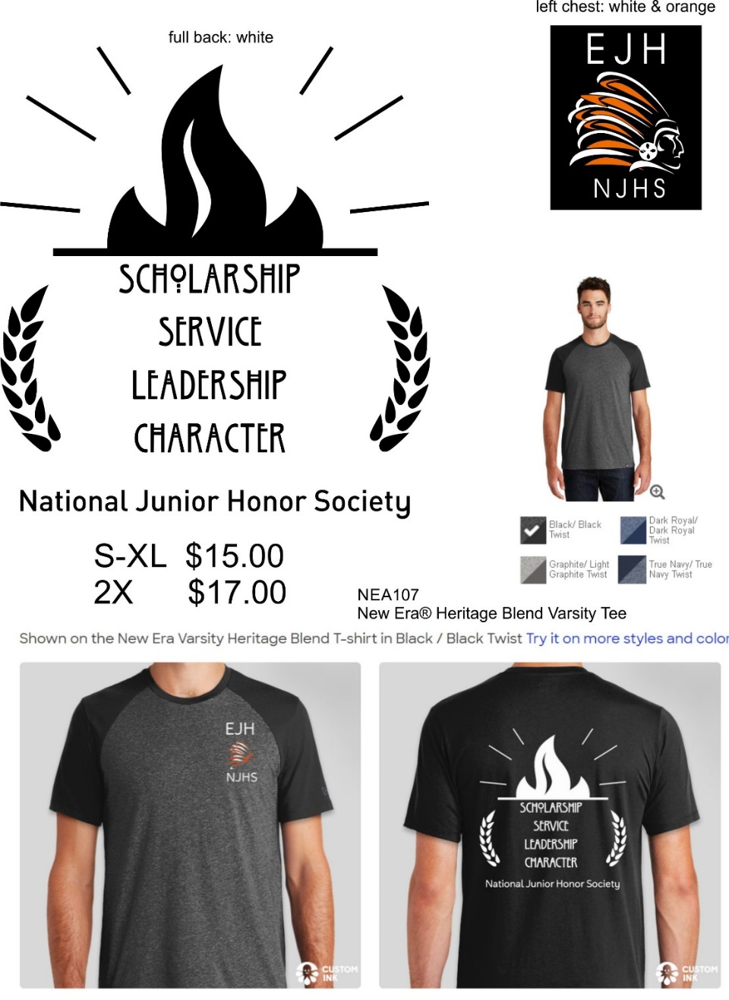 left chest: white & orange
full back: white
EJH
NJHS
SCHOLARSHIP
SERVICE
LEADERSHIP
CHARACTER
National Junior Honor Society
S-XL $15.00
2X $17.00
Black/ Black
Twist
Dark Royal/
Dark Royal
Twist
Graphite/ Light
Graphite Twist
True Navy/ True
Navy Twist
NEA107
New Era® Heritage Blend Varsity Tee
Shown on the New Era Varsity Heritage Blend T-shirt in Black / Black Twist Try it on more styles and color
EJH
NJHS
CUSTOM
INK
SCHOLARSHIP
SERVICE
LEADERSHIP
CHARACTER
National Junior Honor Society
CUSTOM
INK